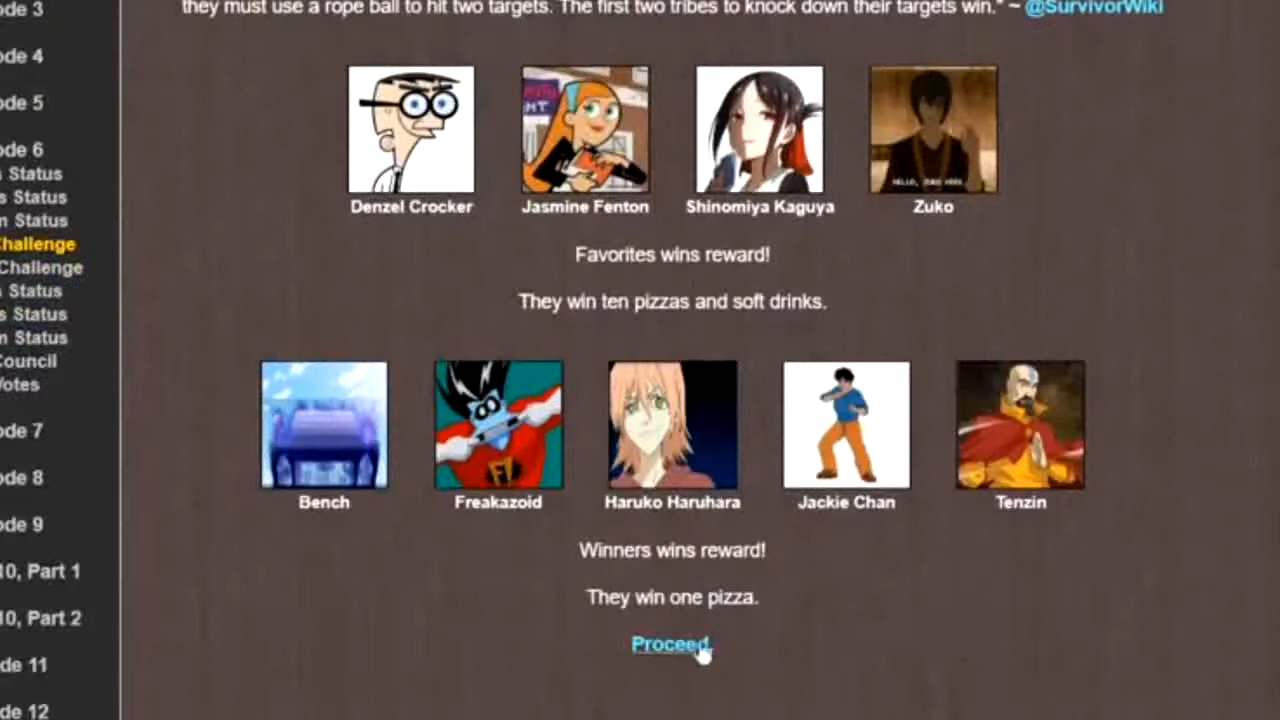 they must use a rope ball to hit two targets. The first two tribes to knock down their targets win." ~ @SurvivorWiki
ode 3
ode 4
ode 5
ode 6
s Status
s Status
n Status
Challenge
Challenge
s Status
s Status
n Status
Council
Votes
ode 7
ode 8
ode 9
10, Part 1
10, Part 2
de 11
de 12
HELLO, ZUKO HERE.
Denzel Crocker
Jasmine Fenton
Shinomiya Kaguya
Zuko
Favorites wins reward!
They win ten pizzas and soft drinks.
Bench
Freakazoid
Haruko Haruhara
Jackie Chan
Tenzin
Winners wins reward!
They win one pizza.
Proceed